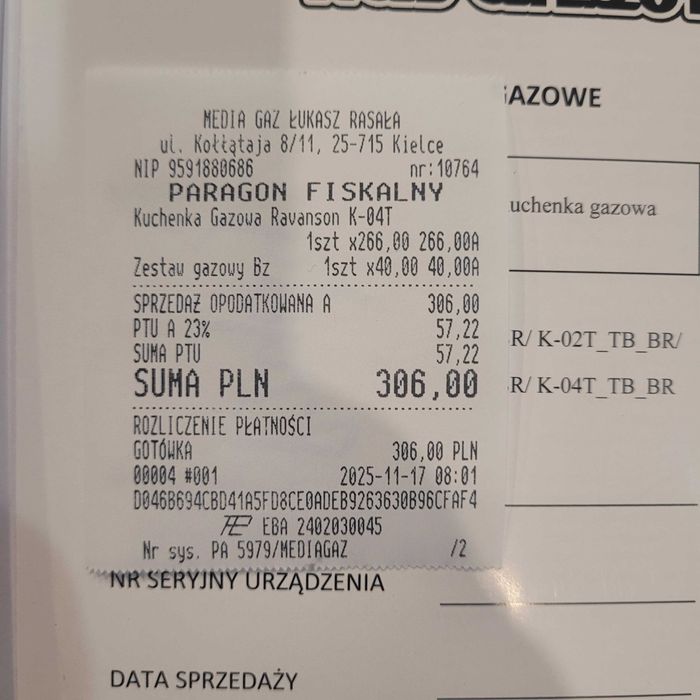 GAZOWE
MEDIA GAZ ŁUKASZ RASAŁA
ul. Kołłątaja 8/11, 25-715 Kielce
NIP 9591880686 nr:10764
PARAGON FISKALNY
Kuchenka Gazowa Ravanson K-04T
1szt x266,00 266,00A
Zestaw gazowy Bz 1szt x40,00 40,00A
SPRZEDAŻ OPODATKOWANA A 306,00
PTU A 23% 57,22
SUMA PTU 57,22
SUMA PLN 306,00
ROZLICZENIE PŁATNOŚCI
GOTÓWKA 306,00 PLN
00004 #001 2025-11-17 08:01
D046B694CBD41A5FD8CE0ADEB9263630B96CFAF4
EBA 2402030045
Nr sys. PA 5979/MEDIAGAZ /2
uchenka gazowa
R/ K-02T_TB_BR/
R/ K-04T_TB_BR
NR SERYJNY URZĄDZENIA
DATA SPRZEDAŻY